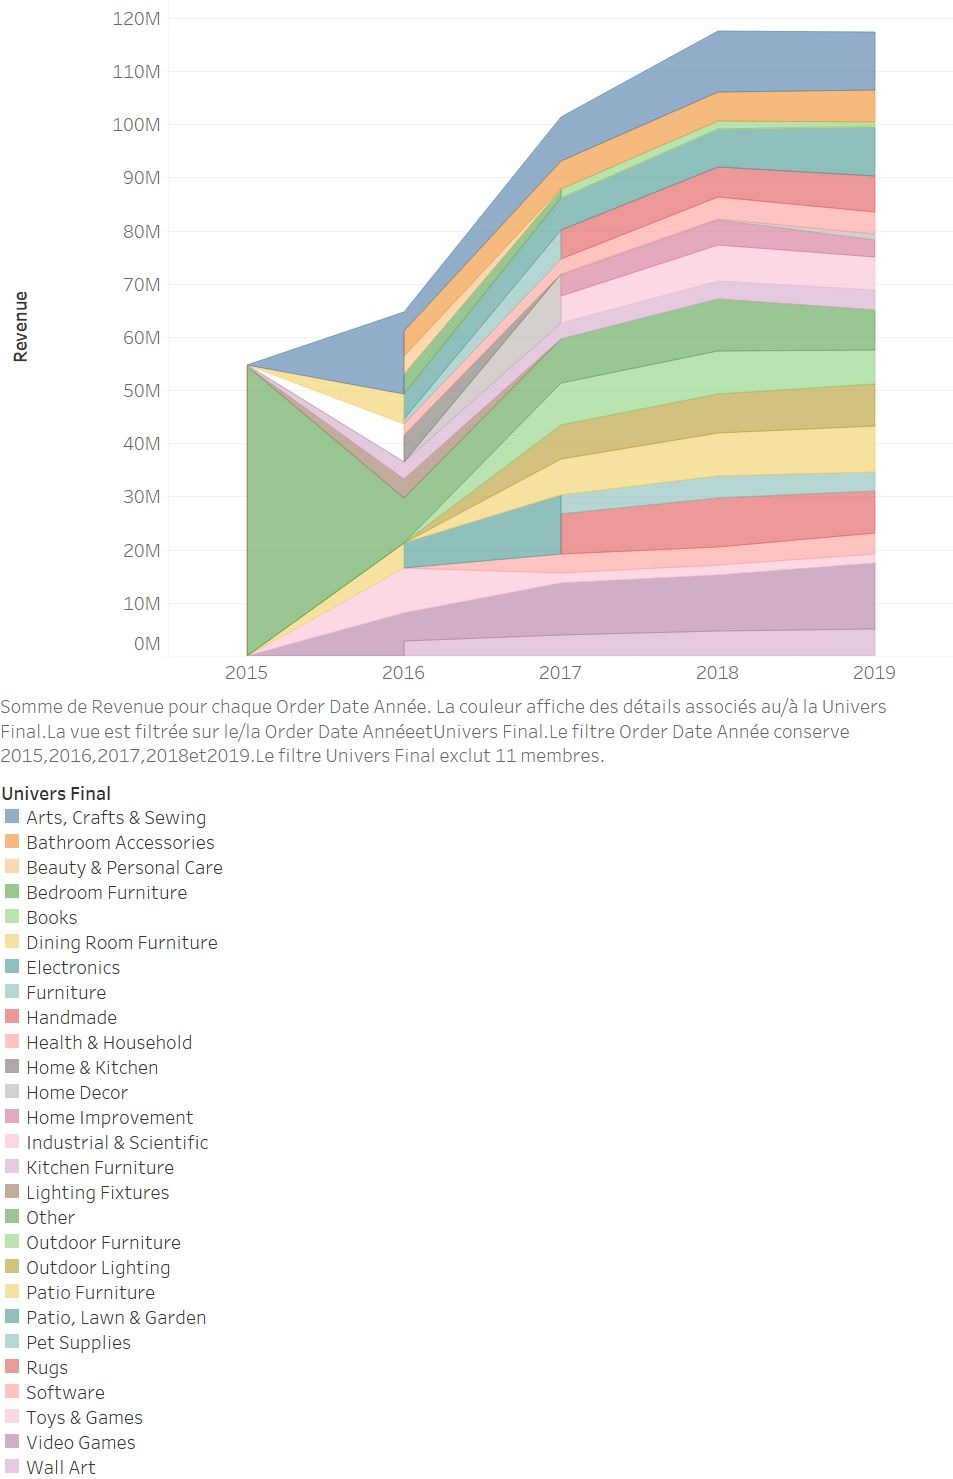 120M
110M
100M
90M
80M
70M
60M
50M
40M
30M
20M
10M
0M
Revenue
2015 2016 2017 2018 2019
Somme de Revenue pour chaque Order Date Année. La couleur affiche des détails associés au/à la Univers
Final.La vue est filtrée sur le/la Order Date AnnéeetUnivers Final.Le filtre Order Date Année conserve
2015,2016,2017,2018et2019.Le filtre Univers Final exclut 11 membres.
Univers Final
Arts, Crafts & Sewing
Bathroom Accessories
Beauty & Personal Care
Bedroom Furniture
Books
Dining Room Furniture
Electronics
Furniture
Handmade
Health & Household
Home & Kitchen
Home Decor
Home Improvement
Industrial & Scientific
Kitchen Furniture
Lighting Fixtures
Other
Outdoor Furniture
Outdoor Lighting
Patio Furniture
Patio, Lawn & Garden
Pet Supplies
Rugs
Software
Toys & Games
Video Games
Wall Art